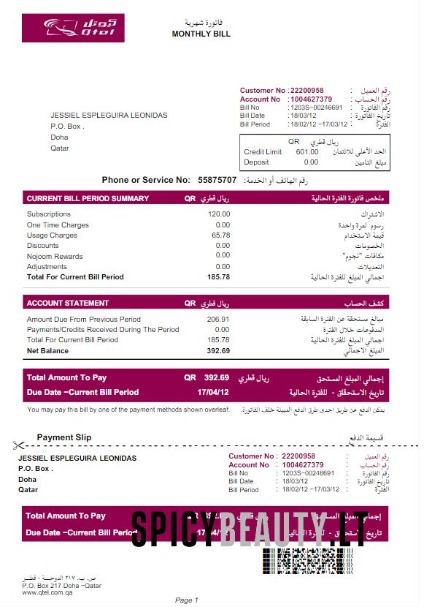 كيوتل
Qtel
فاتورة شهرية
MONTHLY BILL
Customer No :22200958 : رقم العميل
Account No :1004627379 : رقم الحساب
Bill No :1203S-00246691 : رقم الفاتورة
Bill Date :18/03/12 : تاريخ الفاتورة
Bill Period :18/02/12 -17/03/12 : الفترة
JESSIEL ESPLEGUIRA LEONIDAS
P.O. Box .
Doha
Qatar
QR ريال قطري
Credit Limit 601.00 الحد الأعلى للائتمان
Deposit 0.00 مبلغ التأمين
Phone or Service No: 55875707 رقم الهاتف أو الخدمة:
CURRENT BILL PERIOD SUMMARY QR ريال قطري ملخص فاتورة الفترة الحالية
Subscriptions 120.00 الاشتراك
One Time Charges 0.00 رسوم لمرة واحدة
Usage Charges 65.78 قيمة الاستخدام
Discounts 0.00 الخصومات
Nojoom Rewards 0.00 مكافآت "نجوم"
Adjustments 0.00 التعديلات
Total For Current Bill Period 185.78 إجمالي المبلغ للفترة الحالية
ACCOUNT STATEMENT QR ريال قطري كشف الحساب
Amount Due From Previous Period 206.91 مبالغ مستحقة عن الفترة السابقة
Payments/Credits Received During The Period 0.00 المدفوعات خلال الفترة
Total For Current Bill Period 185.78 إجمالي المبلغ للفترة الحالية
Net Balance 392.69 المبلغ الإجمالي
Total Amount To Pay QR 392.69 ريال قطري إجمالي المبلغ المستحق
Due Date -Current Bill Period 17/04/12 تاريخ الاستحقاق - للفترة الحالية
You may pay this bill by one of the payment methods shown overleaf. يمكن الدفع عن طريق احدى طرق الدفع المبينة خلف الفاتورة.
Payment Slip قسيمة الدفع
JESSIEL ESPLEGUIRA LEONIDAS
P.O. Box .
Doha
Qatar
Customer No : 22200958 : رقم العميل
Account No : 1004627379 : رقم الحساب
Bill No : 1203S-00246691 : رقم الفاتورة
Bill Date : 18/03/12 : تاريخ الفاتورة
Bill Period : 18/02/12 -17/03/12 : الفترة
Total Amount To Pay إجمالي المبلغ
Due Date -Current Bill Period تاريخ - للفترة الحالية
SPICYBEAUTY.LT
ص. ب. ٢١٧ الدوحة - قطر
P.O. Box 217 Doha -Qatar
www.qtel.com.qa
Page 1